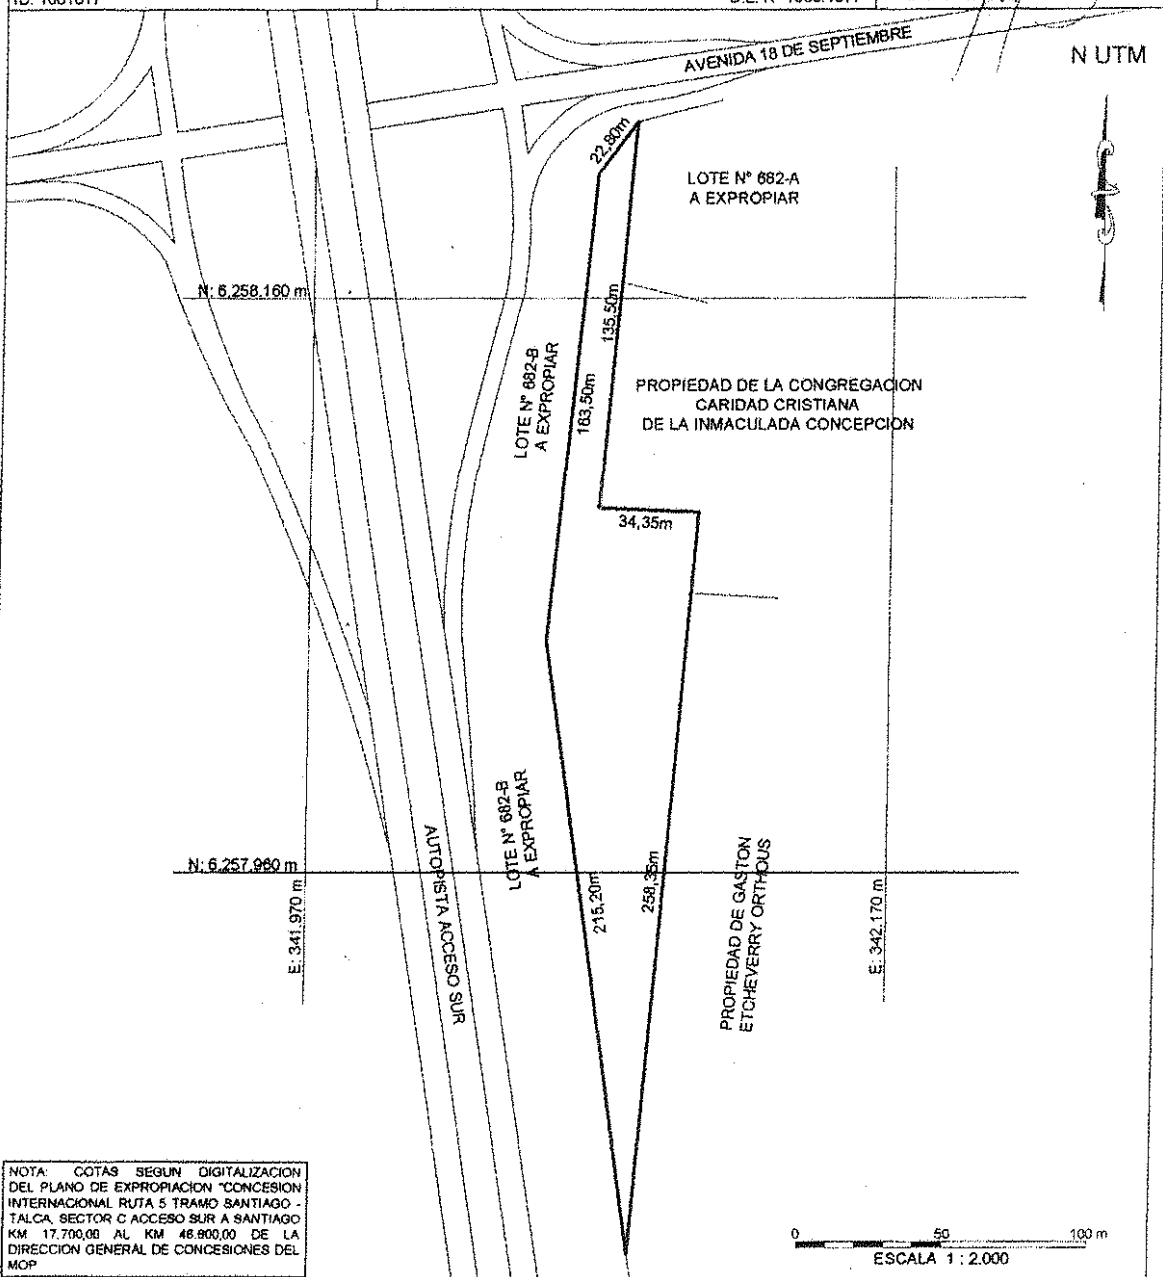 AVENIDA 18 DE SEPTIEMBRE
N UTM
22,80m
LOTE N° 682-A
A EXPROPIAR
N: 6.258.160 m
135,50m
LOTE N° 682-B
A EXPROPIAR
163,50m
PROPIEDAD DE LA CONGREGACION
CARIDAD CRISTIANA
DE LA INMACULADA CONCEPCION
34,35m
LOTE N° 682-B
A EXPROPIAR
AUTOPISTA ACCESO SUR
N: 6.257.960 m
E: 341.970 m
215,20m
258,35m
PROPIEDAD DE GASTON
ETCHEVERRY ORTHOUS
E: 342.170 m
NOTA: COTAS SEGUN DIGITALIZACION
DEL PLANO DE EXPROPIACION "CONCESION
INTERNACIONAL RUTA 5 TRAMO SANTIAGO -
TALCA, SECTOR C ACCESO SUR A SANTIAGO
KM 17.700,00 AL KM 46.800,00 DE LA
DIRECCION GENERAL DE CONCESIONES DEL
MOP
0 50 100 m
ESCALA 1 : 2.000